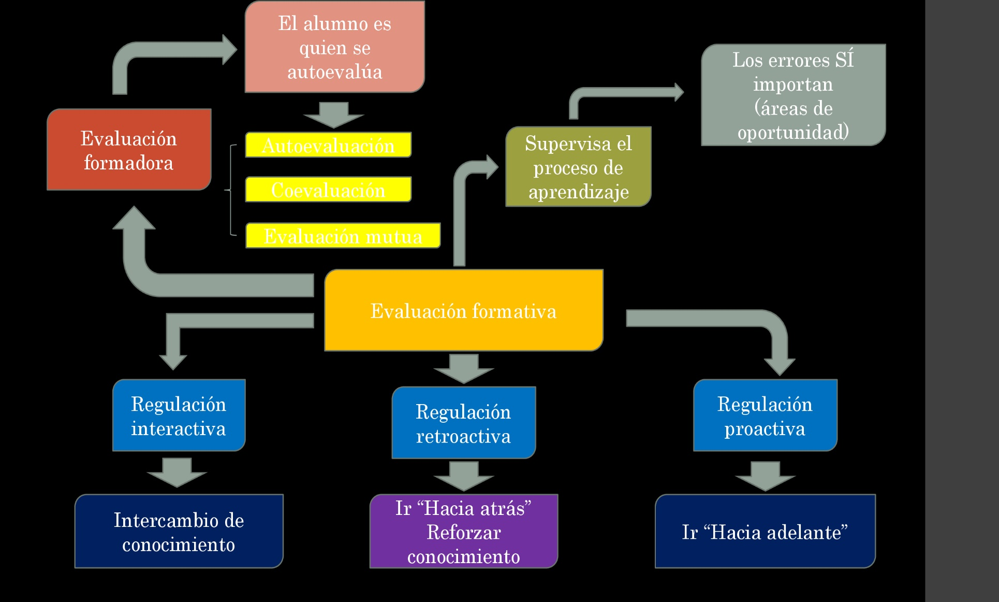 El alumno es
quien se
autoevalúa
Los errores SÍ
importan
(áreas de
oportunidad)
Evaluación
formadora
Autoevaluación
Coevaluación
Evaluación mutua
Supervisa el
proceso de
aprendizaje
Evaluación formativa
Regulación
interactiva
Regulación
retroactiva
Regulación
proactiva
Intercambio de
conocimiento
Ir “Hacia atrás”
Reforzar
conocimiento
Ir “Hacia adelante”